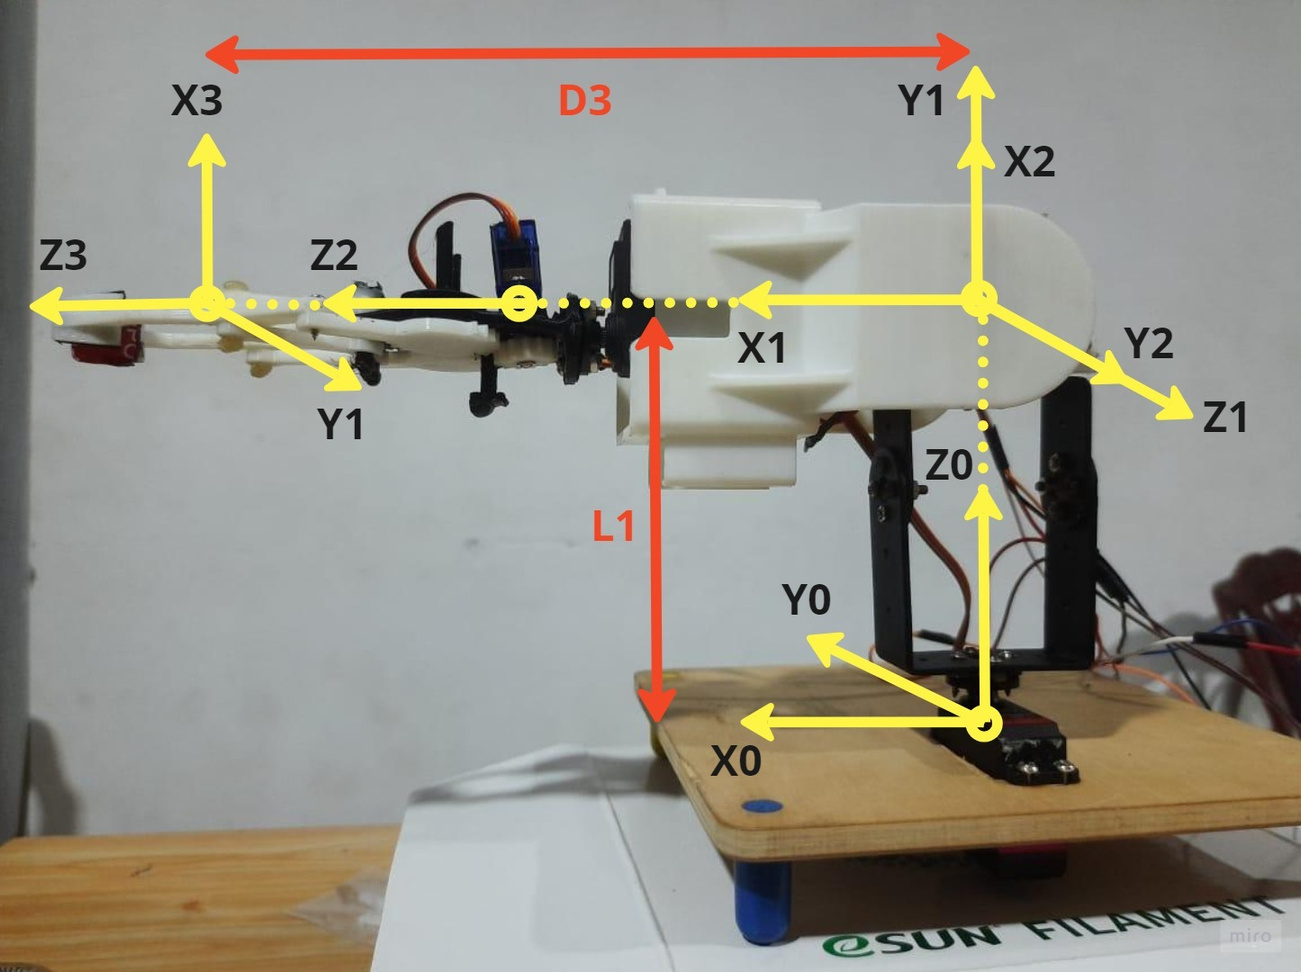 D3
X3
Y1
X2
Z3
Z2
X1
Y2
Y1
Z1
Z0
L1
Y0
X0
eSUN FILAMENT
miro